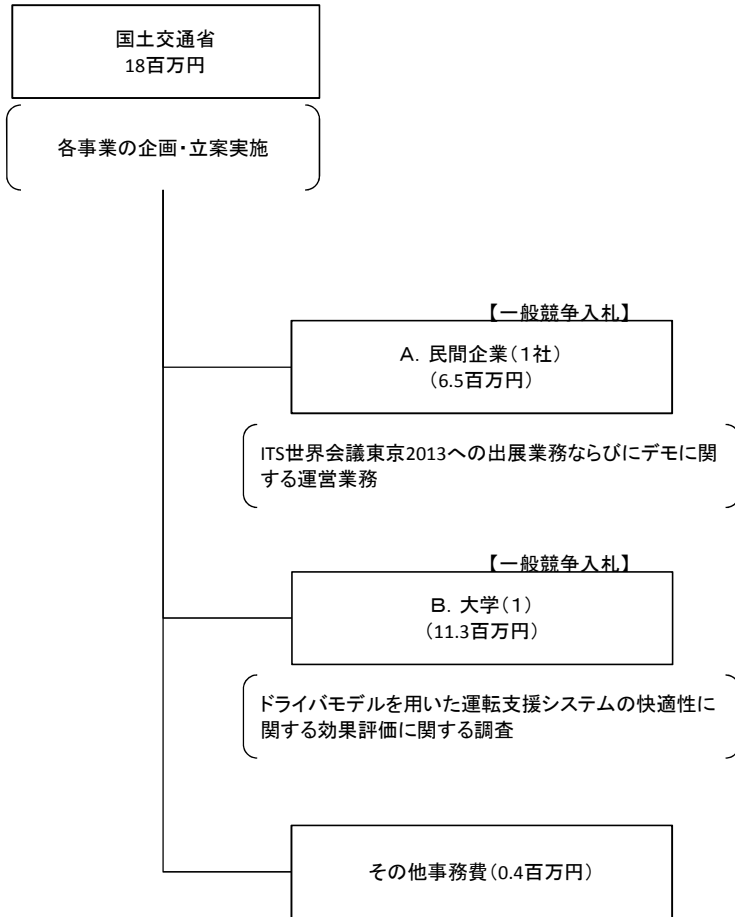 国土交通省
18百万円
各事業の企画・立案実施
【一般競争入札】
A．民間企業（１社）
（6.5百万円）
ITS世界会議東京2013への出展業務ならびにデモに関
する運営業務
【一般競争入札】
B．大学（１）
（11.3百万円）
ドライバモデルを用いた運転支援システムの快適性に
関する効果評価に関する調査
その他事務費（0.4百万円）